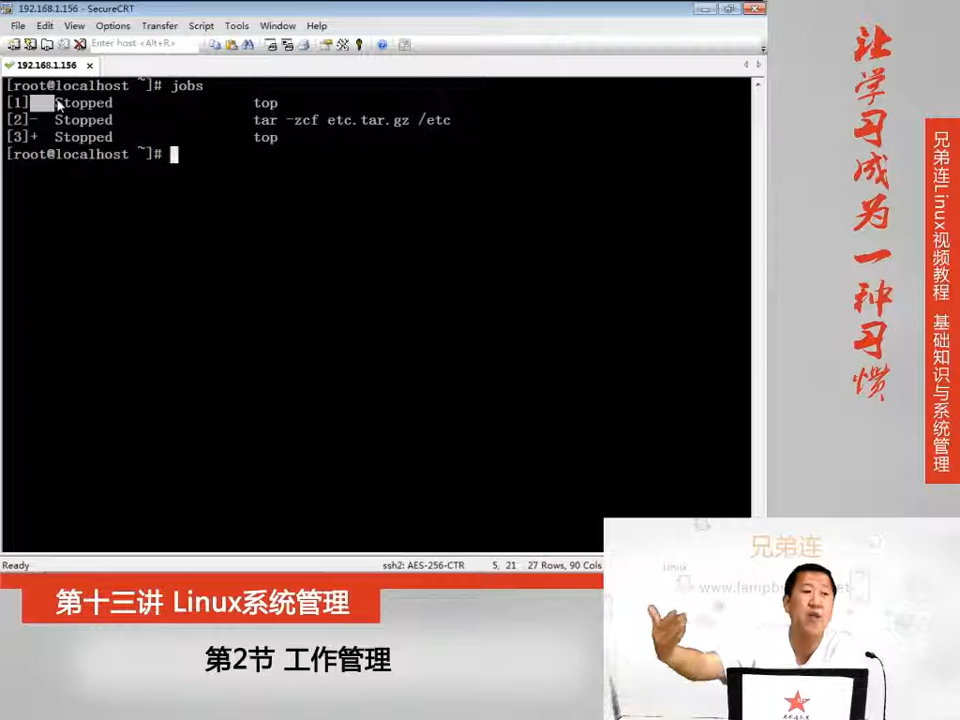 192.168.1.156 - SecureCRT
File Edit View Options Transfer Script Tools Window Help
Enter host <Alt+R>
192.168.1.156
[root@localhost ~]# jobs
[1] Stopped top
[2]- Stopped tar -zcf etc.tar.gz /etc
[3]+ Stopped top
[root@localhost ~]#
Ready ssh2: AES-256-CTR 5, 21 27 Rows, 90 Cols
让学习成为一种习惯
兄弟连Linux视频教程 基础知识与系统管理
第十三讲 Linux系统管理
第2节 工作管理
兄弟连
Linux